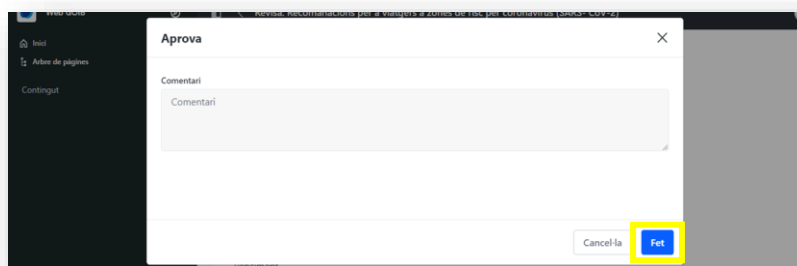 Web GOIB
Revisa: Recomanacions per a viatgers a zones de risc per coronavirus (SARS- CoV-2)
Inici
Arbre de pàgines
Contingut
Aprova
Comentari
Comentari
Cancel·la
Fet